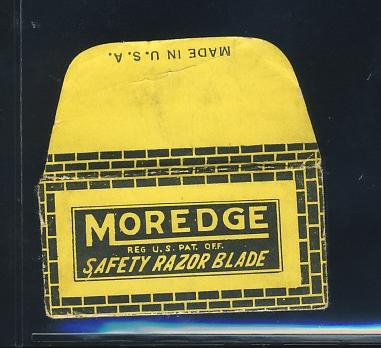 MADE IN U.S.A.
MOREDGE
REG U.S. PAT. OFF.
SAFETY RAZOR BLADE